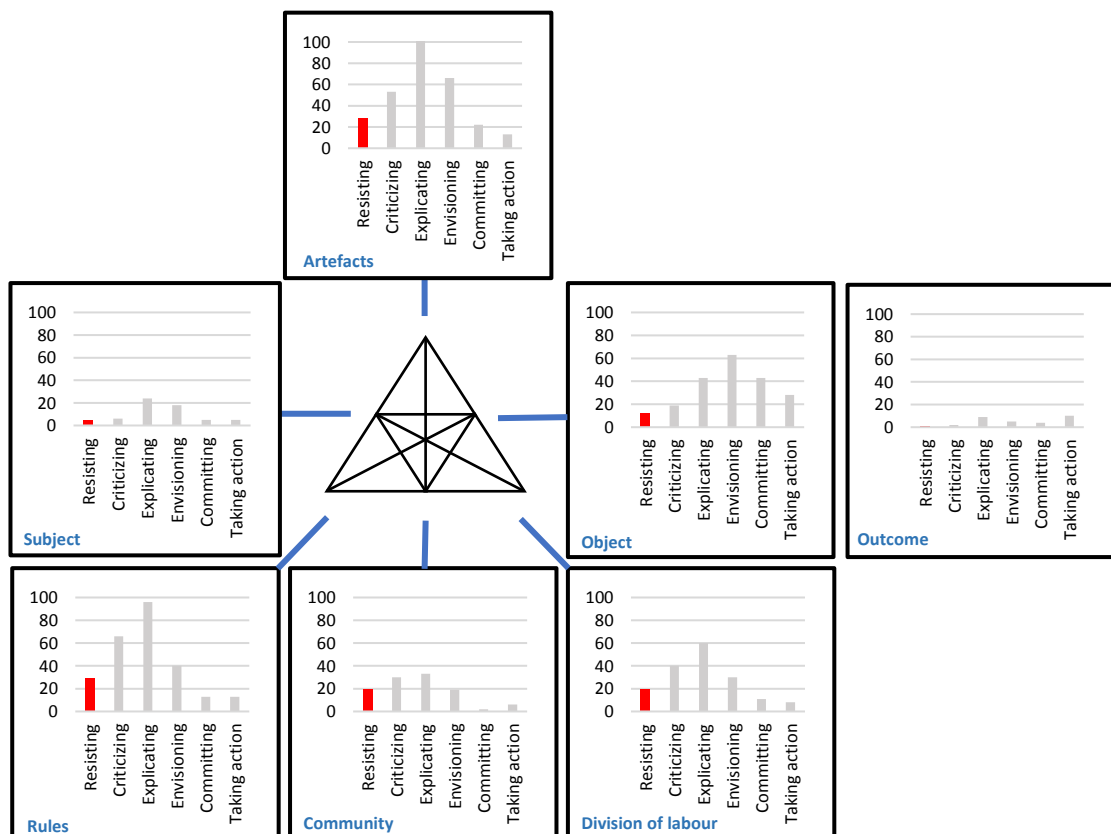 100
80
60
40
20
0
Resisting
Criticizing
Explicating
Envisioning
Committing
Taking action
Artefacts
100
80
60
40
20
0
Resisting
Criticizing
Explicating
Envisioning
Committing
Taking action
Subject
100
80
60
40
20
0
Resisting
Criticizing
Explicating
Envisioning
Committing
Taking action
Object
100
80
60
40
20
0
Resisting
Criticizing
Explicating
Envisioning
Committing
Taking action
Outcome
100
80
60
40
20
0
Resisting
Criticizing
Explicating
Envisioning
Committing
Taking action
Rules
100
80
60
40
20
0
Resisting
Criticizing
Explicating
Envisioning
Committing
Taking action
Community
100
80
60
40
20
0
Resisting
Criticizing
Explicating
Envisioning
Committing
Taking action
Division of labour